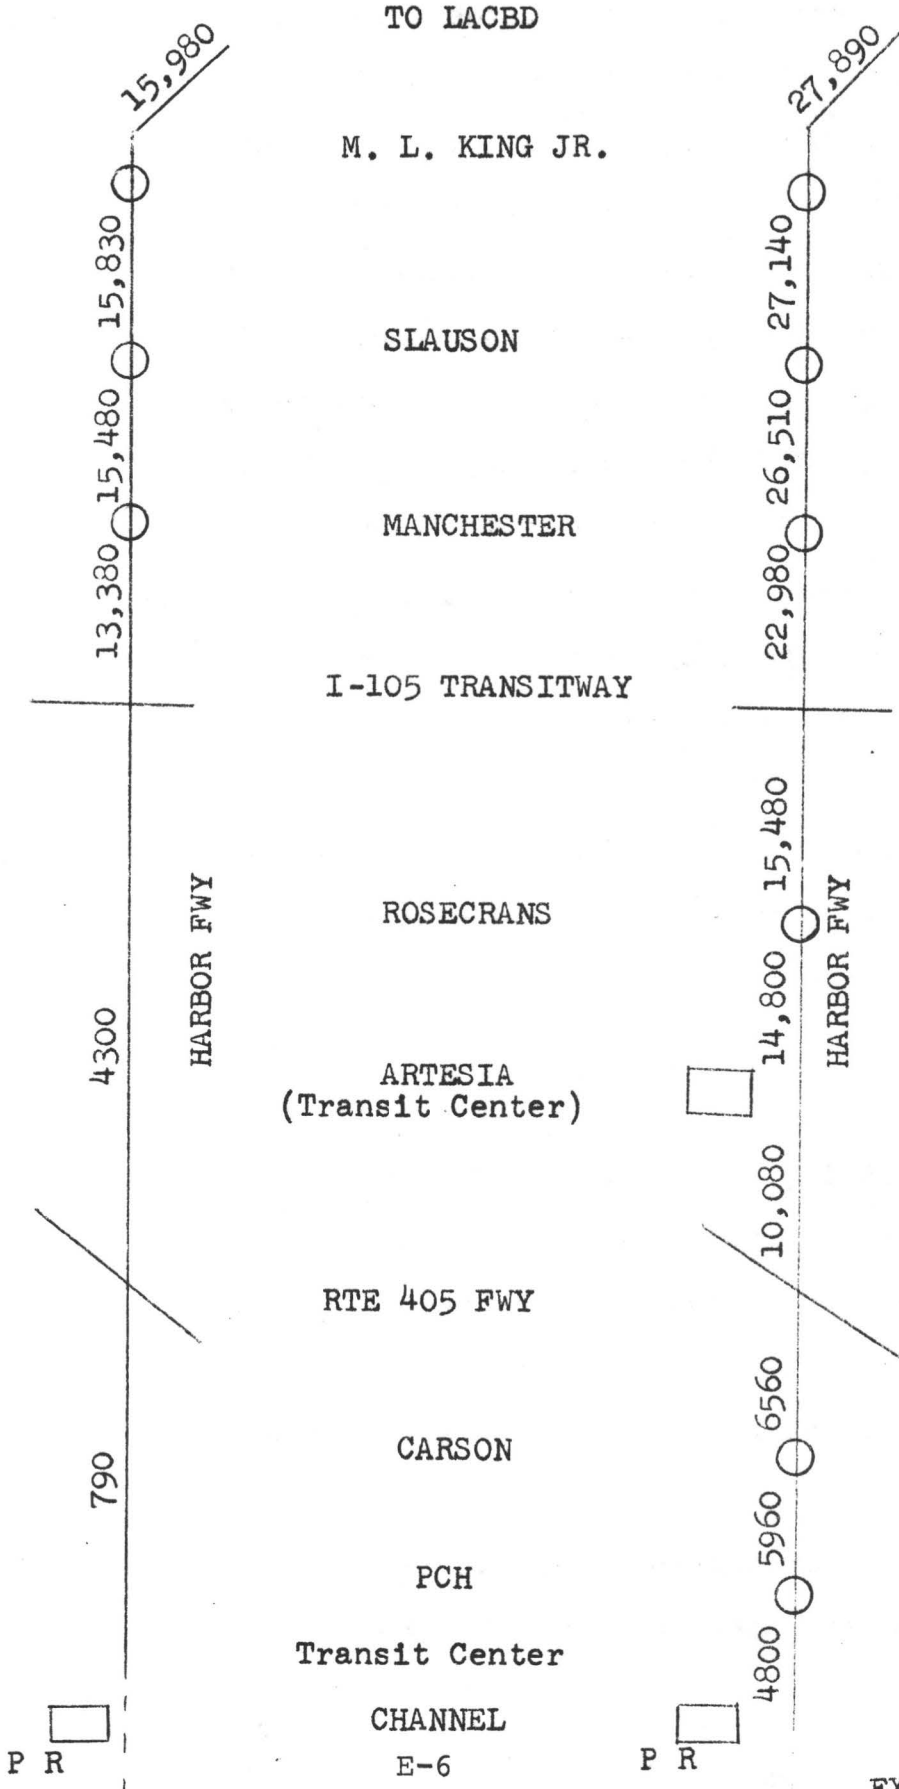 TO LACBD
15,980
27,890
M. L. KING JR.
15,830
27,140
SLAUSON
15,480
26,510
MANCHESTER
13,380
22,980
I-105 TRANSITWAY
15,480
HARBOR FWY
ROSECRANS
HARBOR FWY
14,800
4300
ARTESIA
(Transit Center)
10,080
RTE 405 FWY
6560
CARSON
790
5960
PCH
Transit Center
4800
CHANNEL
P R
E-6
P R